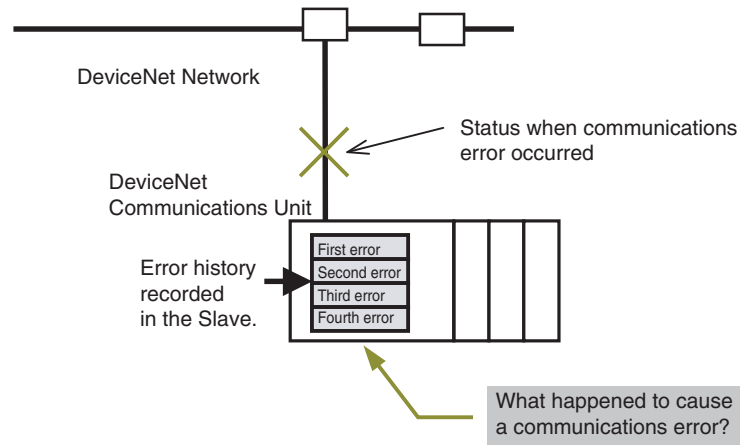 DeviceNet Network
Status when communications
error occurred
DeviceNet
Communications Unit
Error history
recorded
in the Slave.
First error
Second error
Third error
Fourth error
What happened to cause
a communications error?